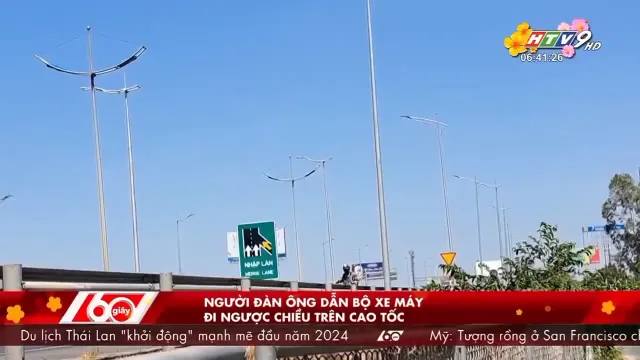 HTV9 HD
06:41:26
NHẬP LÀN
MERGE LANE
60 giây
NGƯỜI ĐÀN ÔNG DẪN BỘ XE MÁY
ĐI NGƯỢC CHIỀU TRÊN CAO TỐC
Du lịch Thái Lan "khởi động" mạnh mẽ đầu năm 2024
60
Mỹ: Tượng rồng ở San Francisco c